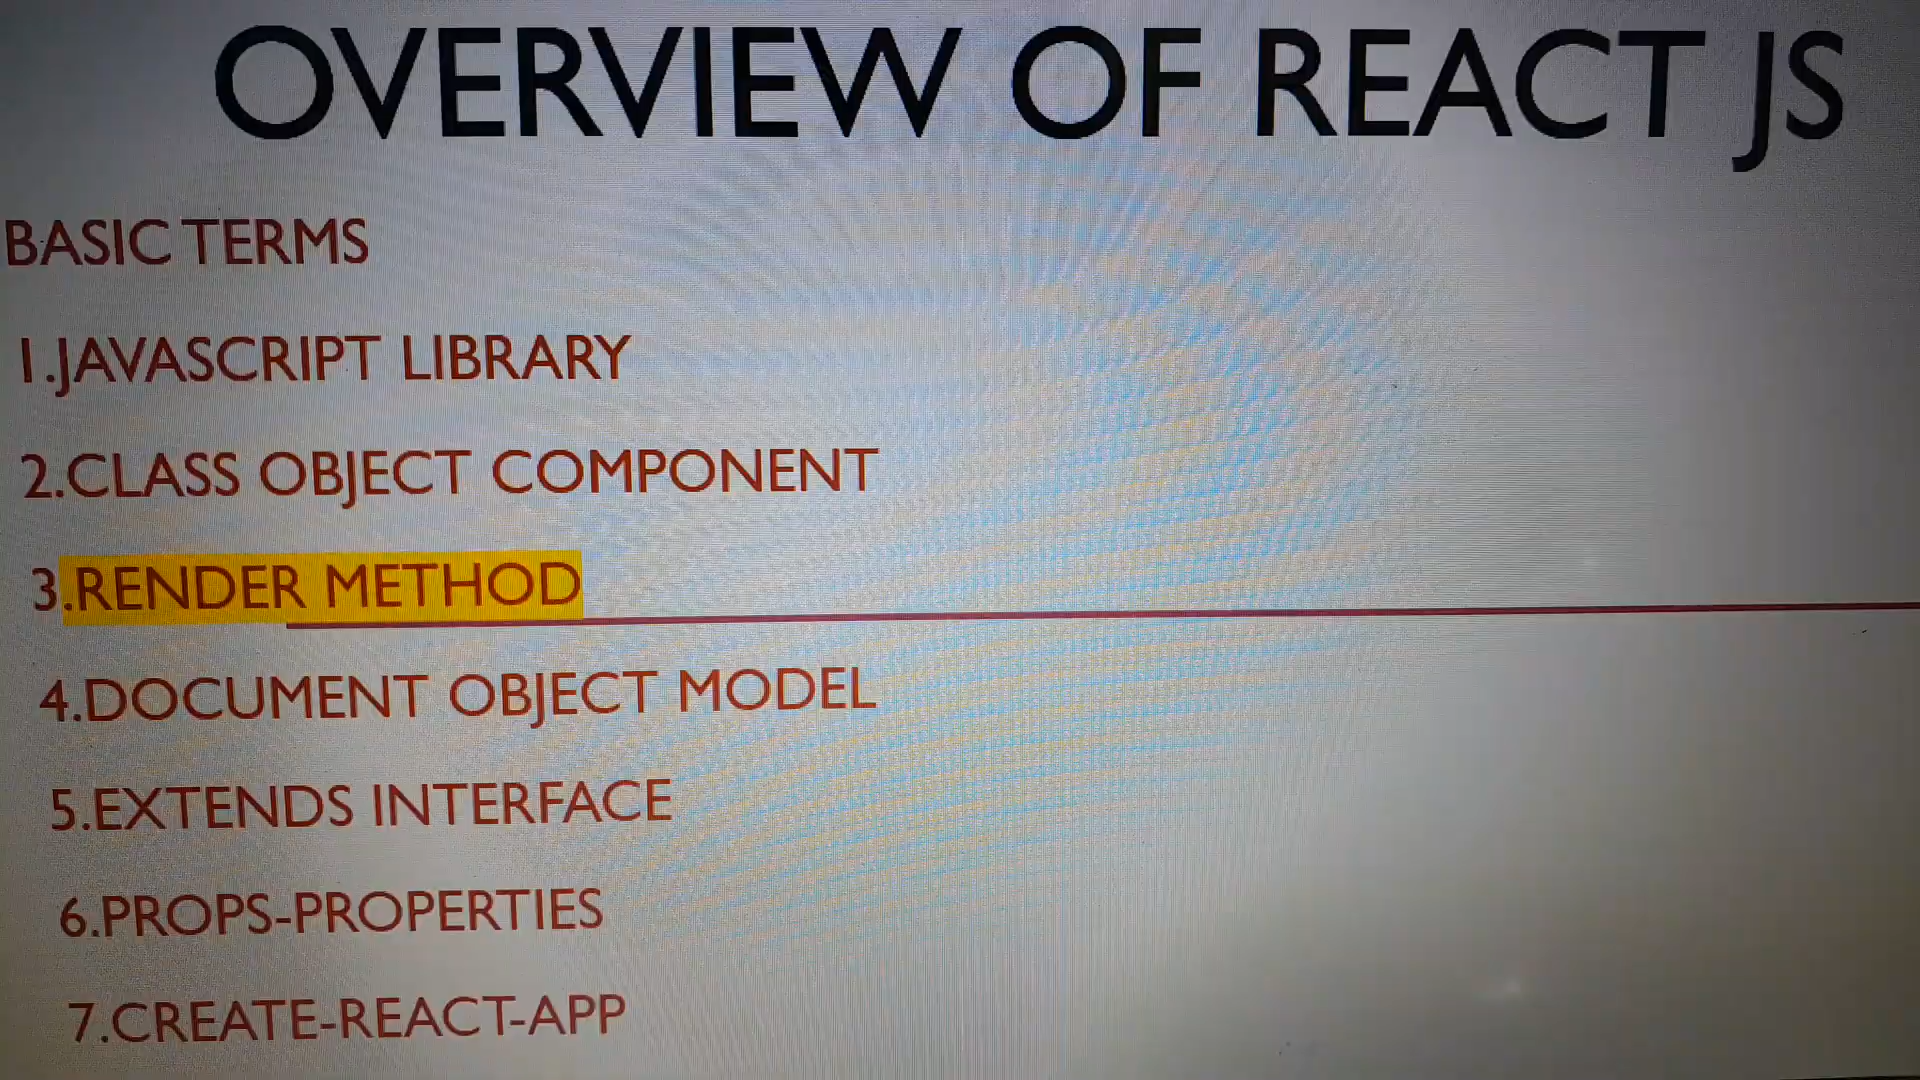 OVERVIEW OF REACT JS
BASIC TERMS
1.JAVASCRIPT LIBRARY
2.CLASS OBJECT COMPONENT
3.RENDER METHOD
4.DOCUMENT OBJECT MODEL
5.EXTENDS INTERFACE
6.PROPS-PROPERTIES
7.CREATE-REACT-APP